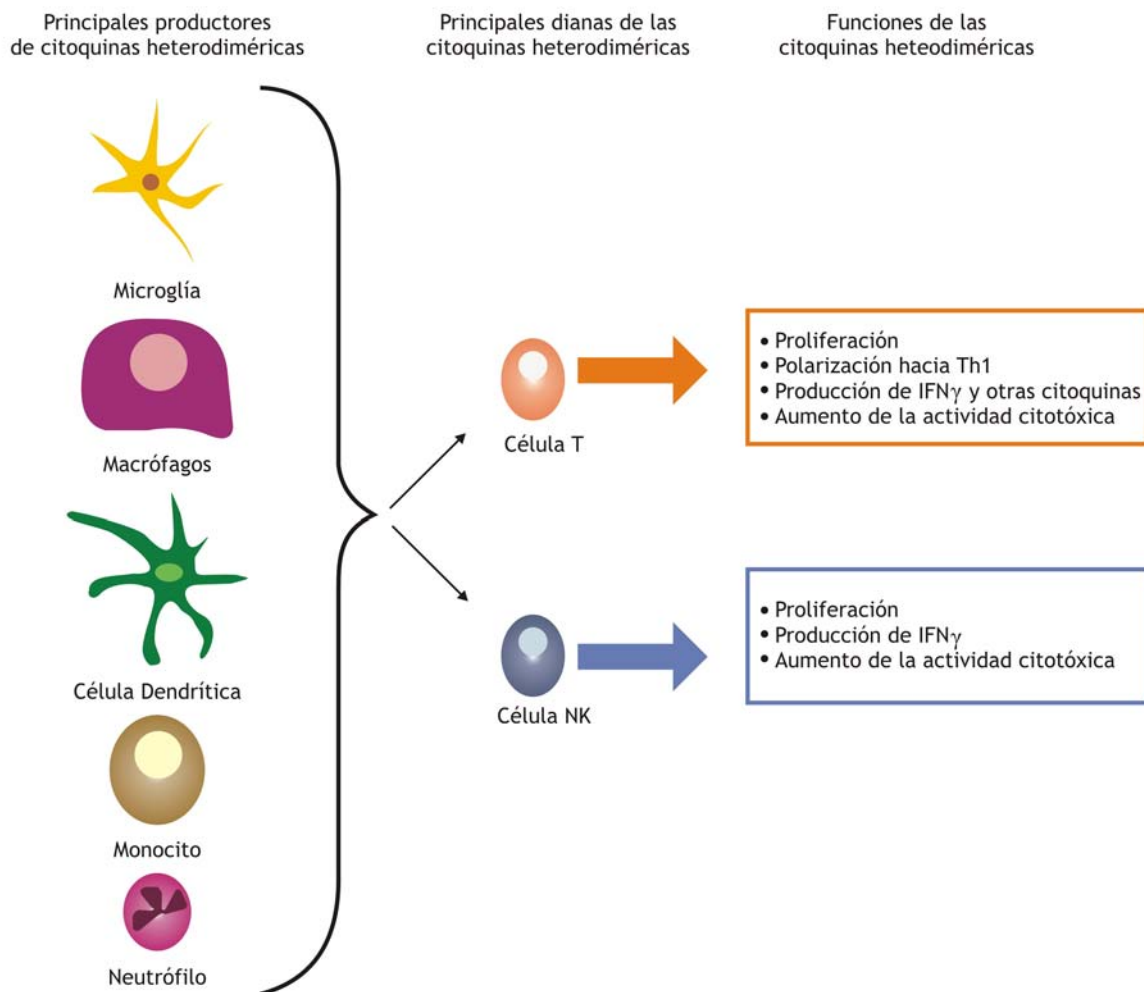 Principales productores
de citoquinas heterodiméricas
Principales dianas de las
citoquinas heterodiméricas
Funciones de las
citoquinas heteodiméricas
Microglía
Macrófagos
Célula Dendrítica
Monocito
Neutrófilo
Célula T
• Proliferación
• Polarización hacia Th1
• Producción de IFNγ y otras citoquinas
• Aumento de la actividad citotóxica
Célula NK
• Proliferación
• Producción de IFNγ
• Aumento de la actividad citotóxica